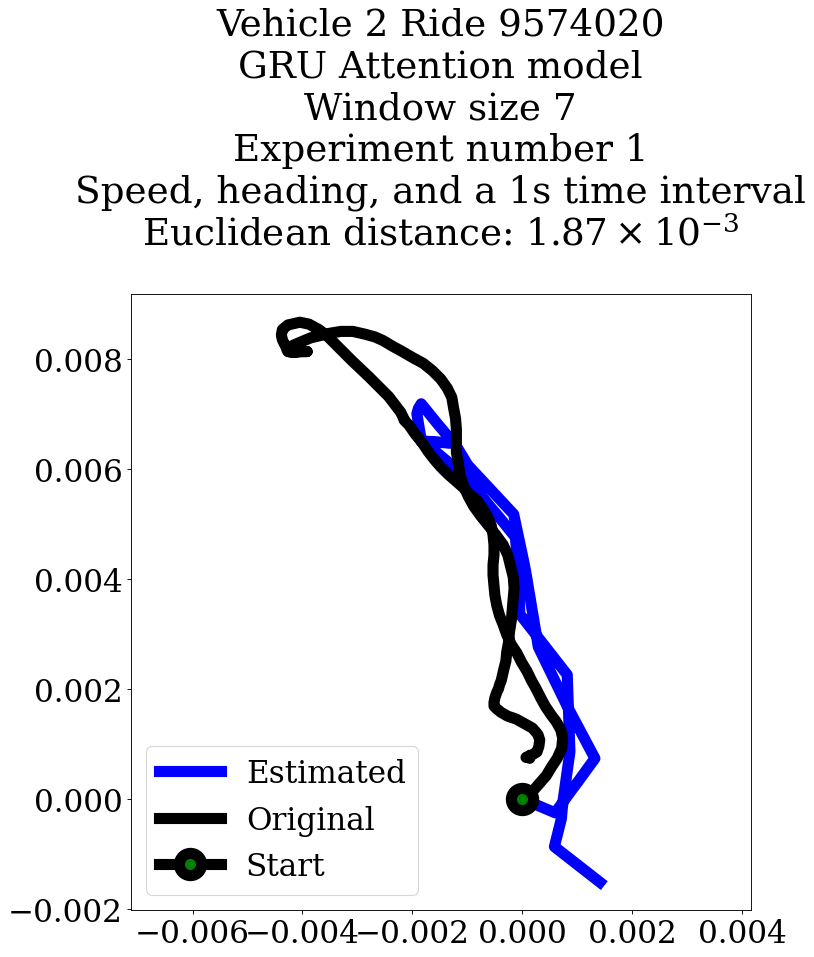 Vehicle 2 Ride 9574020
GRU Attention model
Window size 7
Experiment number 1
Speed, heading, and a 1s time interval
Euclidean distance: 1.87 × 10⁻³
0.008
0.006
0.004
0.002
0.000
−0.002
Estimated
Original
Start
−0.006 −0.004 −0.002 0.000 0.002 0.004